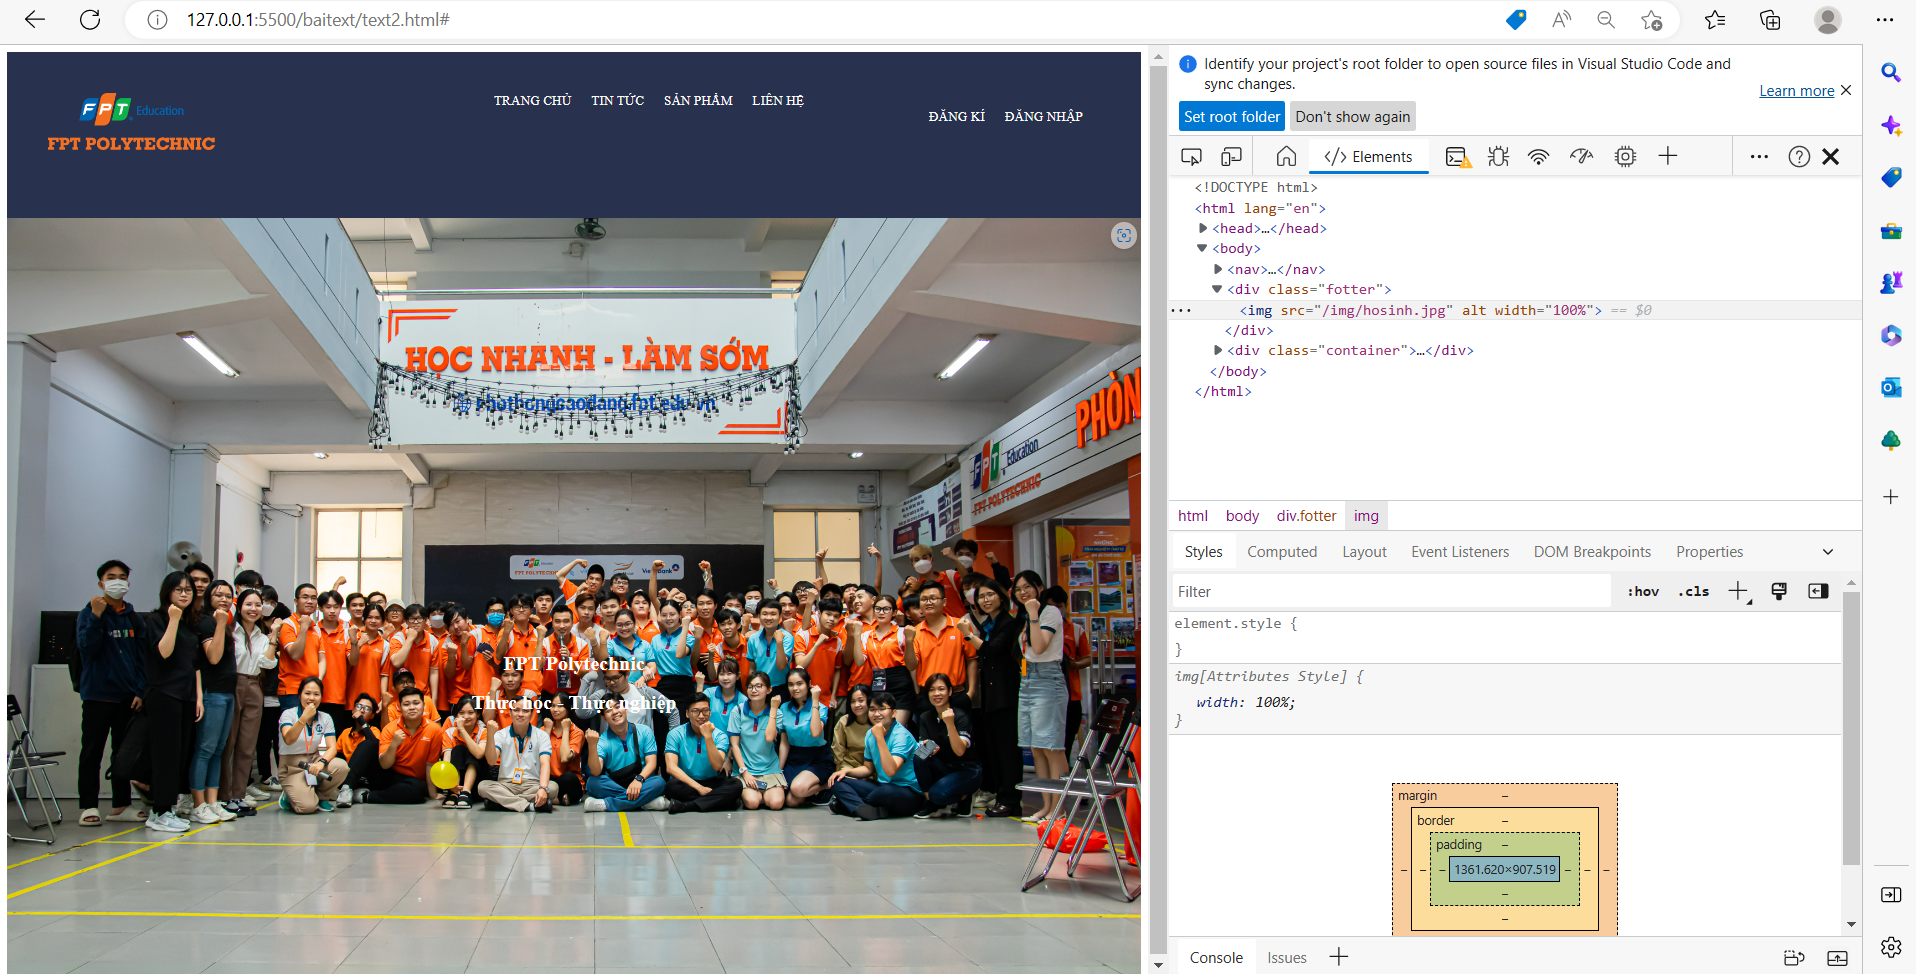 127.0.0.1:5500/baitext/text2.html#
FPT Education
FPT POLYTECHNIC
TRANG CHỦ TIN TỨC SẢN PHẨM LIÊN HỆ
ĐĂNG KÍ ĐĂNG NHẬP
HỌC NHANH - LÀM SỚM
PHÒN
FPT Education
FPT POLYTECHNIC
FPT Polytechnic
Thực học – Thực nghiệp
Identify your project's root folder to open source files in Visual Studio Code and
sync changes.
Learn more
Set root folder Don't show again
Elements
<!DOCTYPE html>
<html lang="en">
<head>…</head>
<body>
<nav>…</nav>
<div class="fotter">
<img src="/img/hosinh.jpg" alt width="100%"> == $0
</div>
<div class="container">…</div>
</body>
</html>
html body div.fotter img
Styles Computed Layout Event Listeners DOM Breakpoints Properties
Filter :hov .cls
element.style {
}
img[Attributes Style] {
width: 100%;
}
margin –
border –
padding –
– – – 1361.620×907.519 – – –
–
–
Console Issues